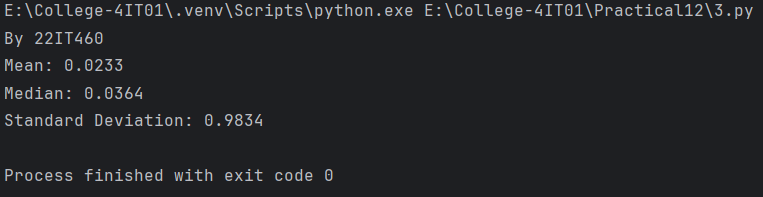 E:\College-4IT01\.venv\Scripts\python.exe E:\College-4IT01\Practical12\3.py
By 22IT460
Mean: 0.0233
Median: 0.0364
Standard Deviation: 0.9834
Process finished with exit code 0